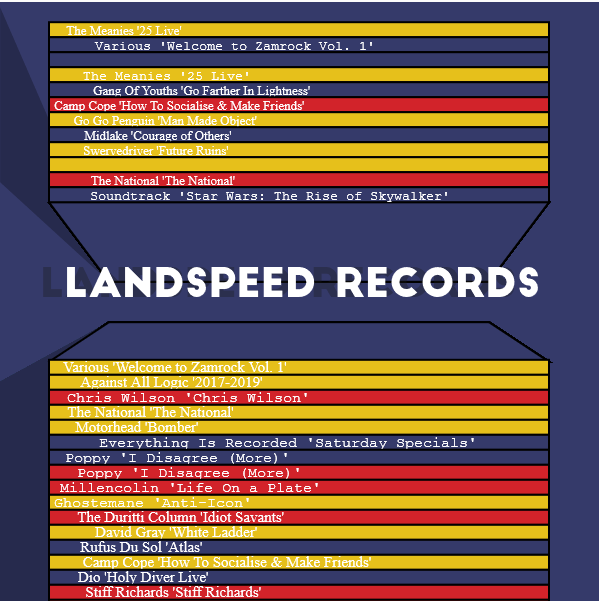 The Meanies '25 Live'
Various 'Welcome to Zamrock Vol. 1'
The Meanies '25 Live'
Gang Of Youths 'Go Farther In Lightness'
Camp Cope 'How To Socialise & Make Friends'
Go Go Penguin 'Man Made Object'
Midlake 'Courage of Others'
Swervedriver 'Future Ruins'
The National 'The National'
Soundtrack 'Star Wars: The Rise of Skywalker'
LANDSPEED RECORDS
Various 'Welcome to Zamrock Vol. 1'
Against All Logic '2017-2019'
Chris Wilson 'Chris Wilson'
The National 'The National'
Motorhead 'Bomber'
Everything Is Recorded 'Saturday Specials'
Poppy 'I Disagree (More)'
Poppy 'I Disagree (More)'
Millencolin 'Life On a Plate'
Ghostemane 'Anti-Icon'
The Duritti Column 'Idiot Savants'
David Gray 'White Ladder'
Rufus Du Sol 'Atlas'
Camp Cope 'How To Socialise & Make Friends'
Dio 'Holy Diver Live'
Stiff Richards 'Stiff Richards'